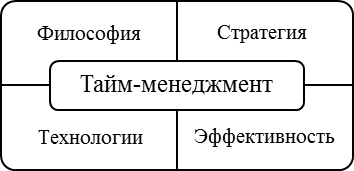 Философия
Стратегия
Тайм-менеджмент
Технологии
Эффективность